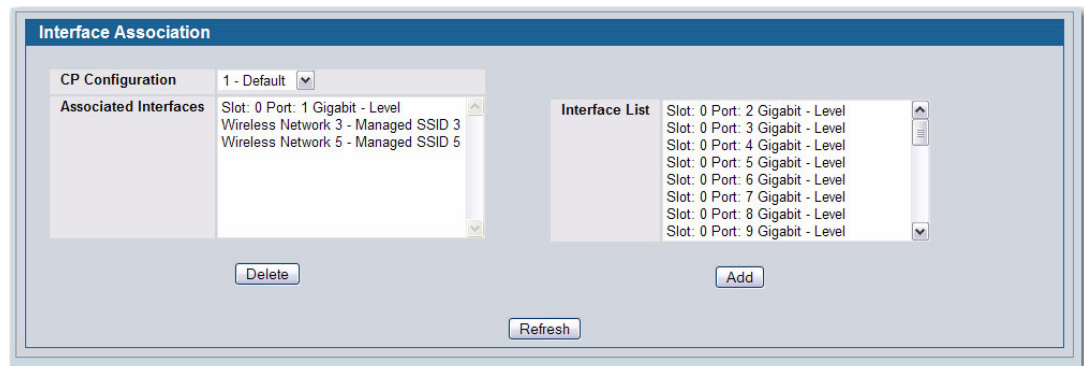 Interface Association
CP Configuration
1 - Default
Associated Interfaces
Slot: 0 Port: 1 Gigabit - Level
Wireless Network 3 - Managed SSID 3
Wireless Network 5 - Managed SSID 5
Interface List
Slot: 0 Port: 2 Gigabit - Level
Slot: 0 Port: 3 Gigabit - Level
Slot: 0 Port: 4 Gigabit - Level
Slot: 0 Port: 5 Gigabit - Level
Slot: 0 Port: 6 Gigabit - Level
Slot: 0 Port: 7 Gigabit - Level
Slot: 0 Port: 8 Gigabit - Level
Slot: 0 Port: 9 Gigabit - Level
Delete
Add
Refresh